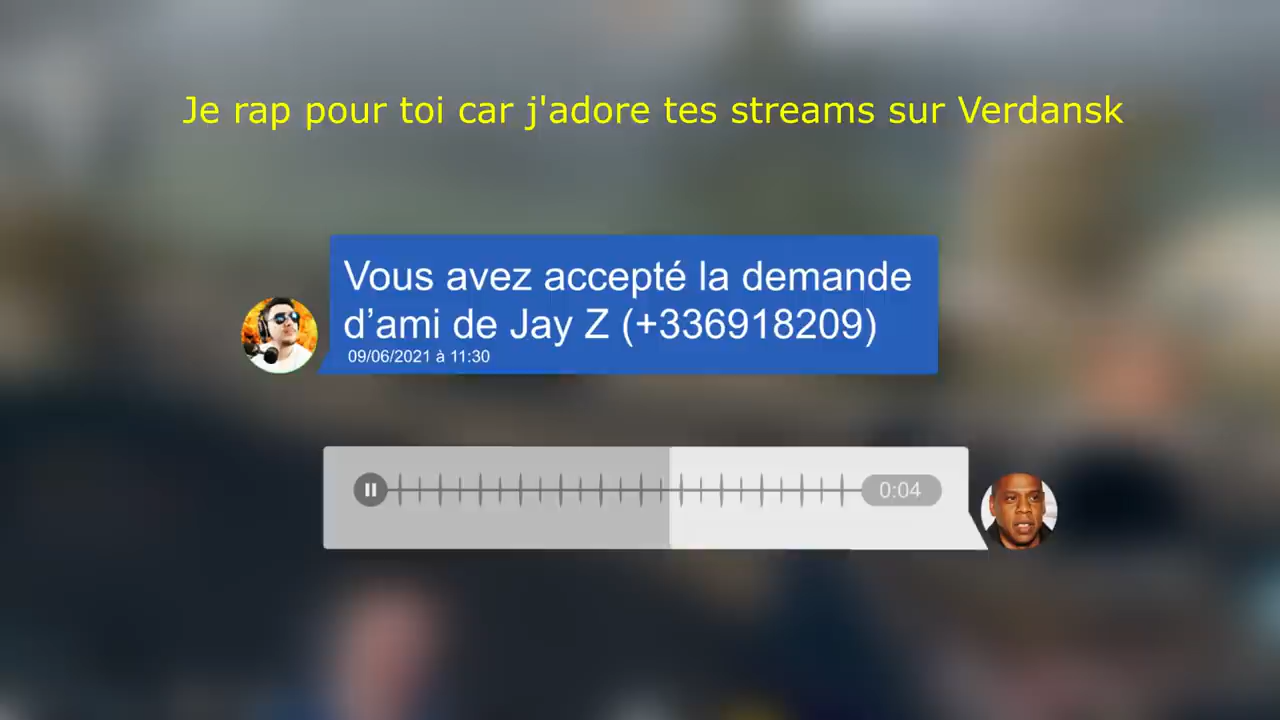 Je rap pour toi car j'adore tes streams sur Verdansk
Vous avez accepté la demande
d’ami de Jay Z (+336918209)
09/06/2021 à 11:30
0:04